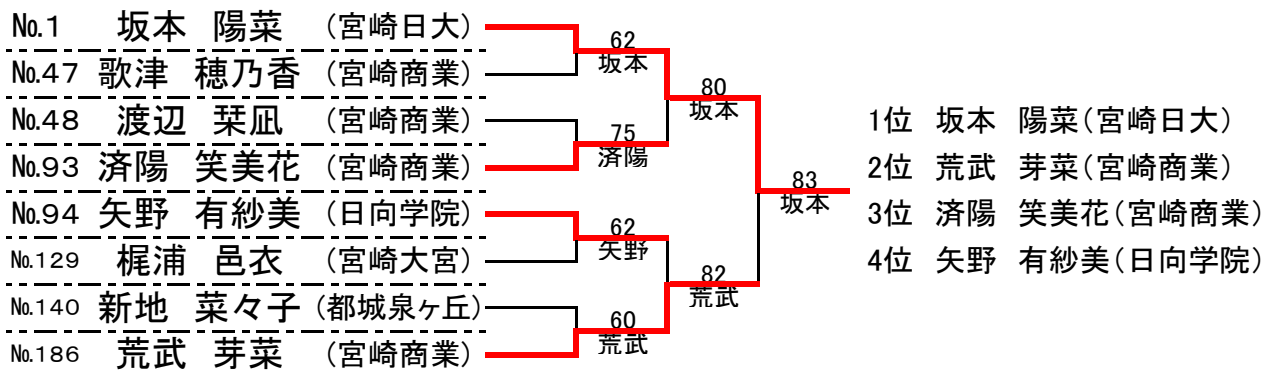 №1 坂本 陽菜 (宮崎日大)
№47 歌津 穂乃香 (宮崎商業)
№48 渡辺 栞凪 (宮崎商業)
№93 済陽 笑美花 (宮崎商業)
№94 矢野 有紗美 (日向学院)
№129 梶浦 邑衣 (宮崎大宮)
№140 新地 菜々子 (都城泉ヶ丘)
№186 荒武 芽菜 (宮崎商業)
62
坂本
75
済陽
62
矢野
60
荒武
80
坂本
82
荒武
83
坂本
1位 坂本 陽菜(宮崎日大)
2位 荒武 芽菜(宮崎商業)
3位 済陽 笑美花(宮崎商業)
4位 矢野 有紗美(日向学院)